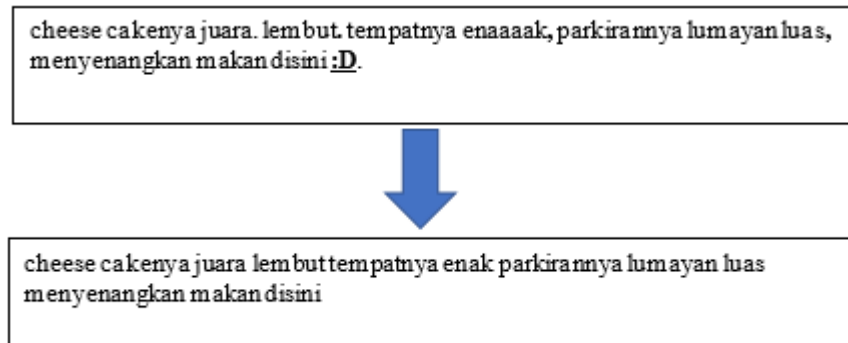 cheese cakenya juara. lembut. tempatnya enaaaak, parkirannya lumayan luas,
menyenangkan makan disini :D.
cheese cakenya juara lembut tempatnya enak parkirannya lumayan luas
menyenangkan makan disini